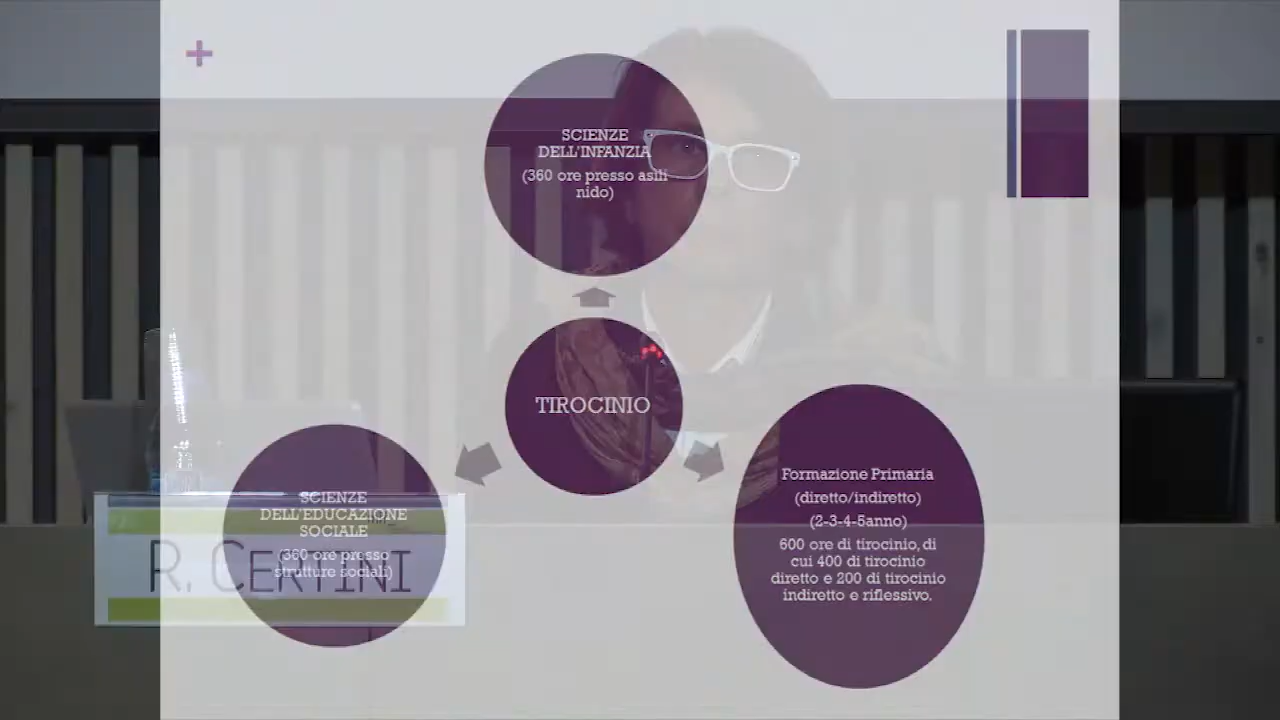 SCIENZE
DELL'INFANZIA
(360 ore presso asili
nido)
TIROCINIO
SCIENZE
DELL'EDUCAZIONE
SOCIALE
(360 ore presso
strutture sociali)
Formazione Primaria
(diretto/indiretto)
(2-3-4-5anno)
600 ore di tirocinio, di
cui 400 di tirocinio
diretto e 200 di tirocinio
indiretto e riflessivo.
R. CERTINI